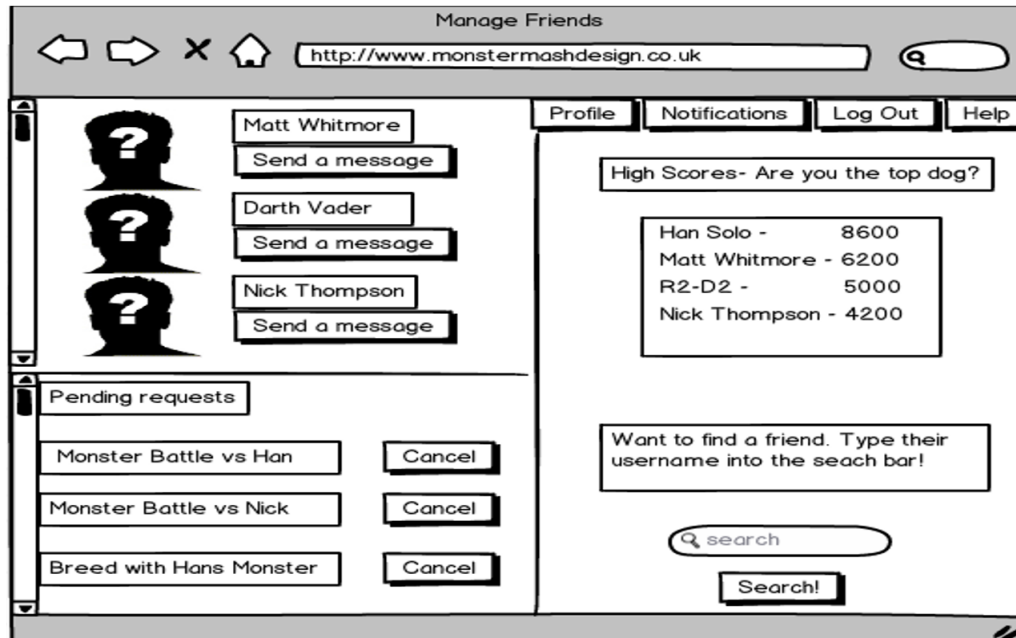 Manage Friends
http://www.monstermashdesign.co.uk
Matt Whitmore
Send a message
Darth Vader
Send a message
Nick Thompson
Send a message
Pending requests
Monster Battle vs Han Cancel
Monster Battle vs Nick Cancel
Breed with Hans Monster Cancel
Profile Notifications Log Out Help
High Scores- Are you the top dog?
Han Solo - 8600
Matt Whitmore - 6200
R2-D2 - 5000
Nick Thompson - 4200
Want to find a friend. Type their
username into the seach bar!
search
Search!